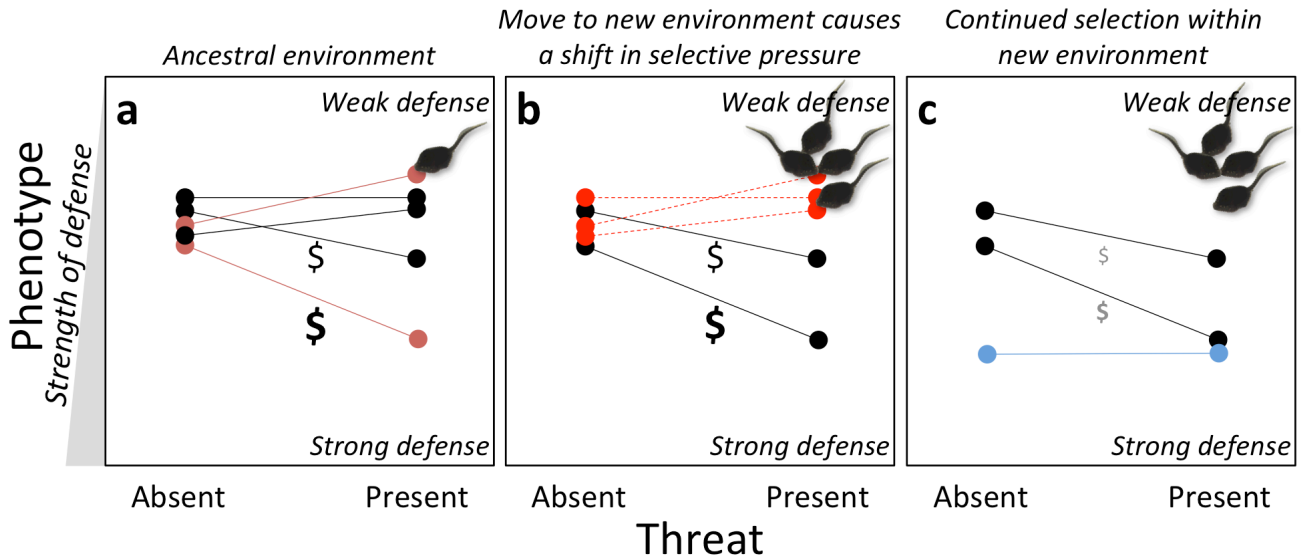 Ancestral environment
Move to new environment causes
a shift in selective pressure
Continued selection within
new environment
Phenotype
Strength of defense
a
Weak defense
$
$
Strong defense
b
Weak defense
$
$
Strong defense
c
Weak defense
$
$
Strong defense
Absent
Present
Absent
Present
Absent
Present
Threat